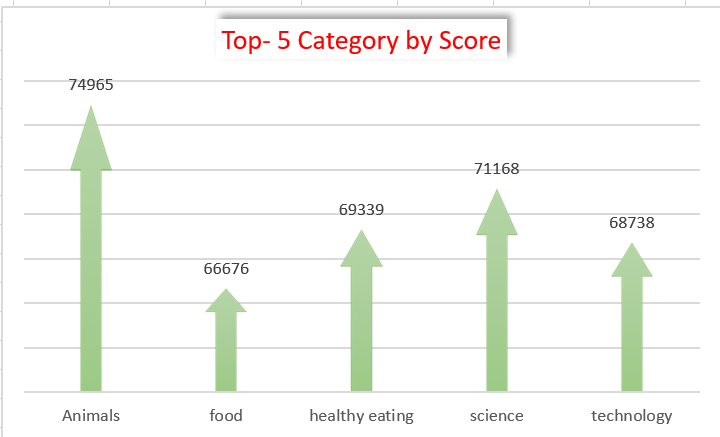 Top- 5 Category by Score
74965
66676
69339
71168
68738
Animals
food
healthy eating
science
technology